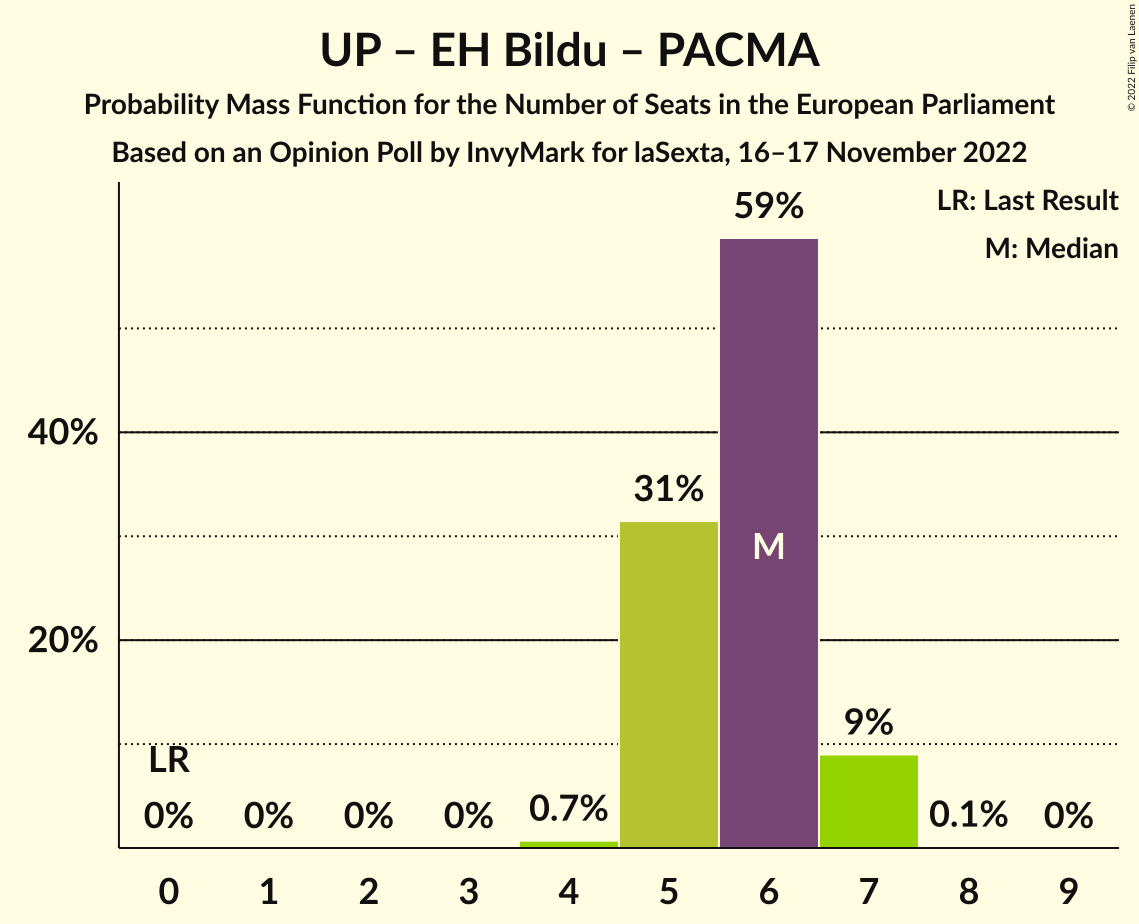 UP – EH Bildu – PACMA
Probability Mass Function for the Number of Seats in the European Parliament
Based on an Opinion Poll by InvyMark for laSexta, 16–17 November 2022
© 2022 Filip van Laenen
LR: Last Result
M: Median
59%
40%
31%
M
20%
9%
LR
0%
0%
0%
0%
0.7%
0.1%
0%
0
1
2
3
4
5
6
7
8
9